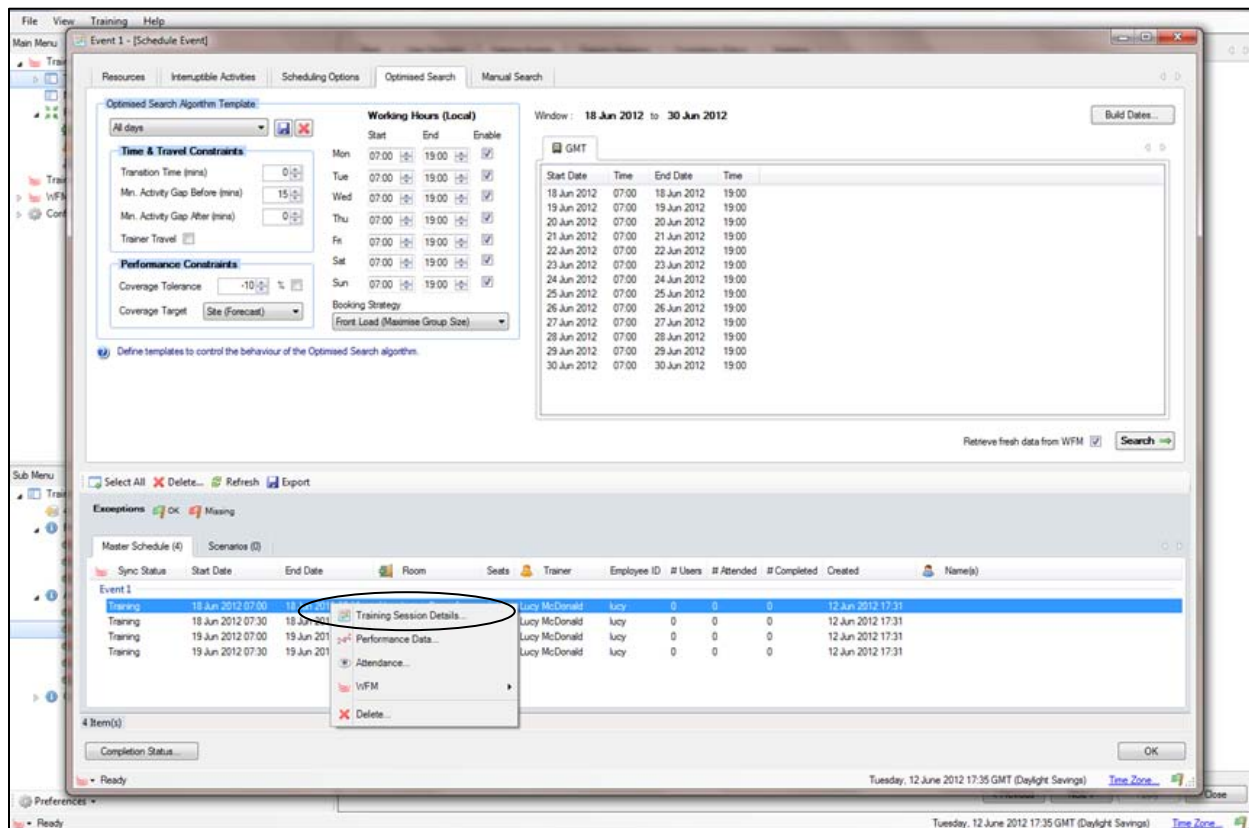 File View Training Help
Main Menu
Event 1 - [Schedule Event]
Resources Interruptible Activities Scheduling Options Optimised Search Manual Search
Optimised Search Algorithm Template
All days
Time & Travel Constraints
Transition Time (mins) 0
Min. Activity Gap Before (mins) 15
Min. Activity Gap After (mins) 0
Trainer Travel
Performance Constraints
Coverage Tolerance -10 %
Coverage Target Site (Forecast)
Define templates to control the behaviour of the Optimised Search algorithm.
Working Hours (Local)
Start End Enable
Mon 07:00 19:00
Tue 07:00 19:00
Wed 07:00 19:00
Thu 07:00 19:00
Fri 07:00 19:00
Sat 07:00 19:00
Sun 07:00 19:00
Booking Strategy
Front Load (Maximise Group Size)
Window : 18 Jun 2012 to 30 Jun 2012
Build Dates...
GMT
Start Date Time End Date Time
18 Jun 2012 07:00 18 Jun 2012 19:00
19 Jun 2012 07:00 19 Jun 2012 19:00
20 Jun 2012 07:00 20 Jun 2012 19:00
21 Jun 2012 07:00 21 Jun 2012 19:00
22 Jun 2012 07:00 22 Jun 2012 19:00
23 Jun 2012 07:00 23 Jun 2012 19:00
24 Jun 2012 07:00 24 Jun 2012 19:00
25 Jun 2012 07:00 25 Jun 2012 19:00
26 Jun 2012 07:00 26 Jun 2012 19:00
27 Jun 2012 07:00 27 Jun 2012 19:00
28 Jun 2012 07:00 28 Jun 2012 19:00
29 Jun 2012 07:00 29 Jun 2012 19:00
30 Jun 2012 07:00 30 Jun 2012 19:00
Retrieve fresh data from WFM Search
Sub Menu
Select All Delete... Refresh Export
Exceptions OK Missing
Master Schedule (4) Scenarios (0)
Sync Status Start Date End Date Room Seats Trainer Employee ID # Users # Attended # Completed Created Name(s)
Event 1
Training 18 Jun 2012 07:00 18 Jun 201 Lucy McDonald lucy 0 0 0 12 Jun 2012 17:31
Training 18 Jun 2012 07:30 18 Jun 201 Lucy McDonald lucy 0 0 0 12 Jun 2012 17:31
Training 19 Jun 2012 07:00 19 Jun 201 Lucy McDonald lucy 0 0 0 12 Jun 2012 17:31
Training 19 Jun 2012 07:30 19 Jun 201 Lucy McDonald lucy 0 0 0 12 Jun 2012 17:31
Training Session Details...
Performance Data...
Attendance...
WFM
Delete...
4 Item(s)
Completion Status...
OK
Ready
Tuesday, 12 June 2012 17:35 GMT (Daylight Savings) Time Zone...
Preferences
Close
Ready
Tuesday, 12 June 2012 17:35 GMT (Daylight Savings) Time Zone...